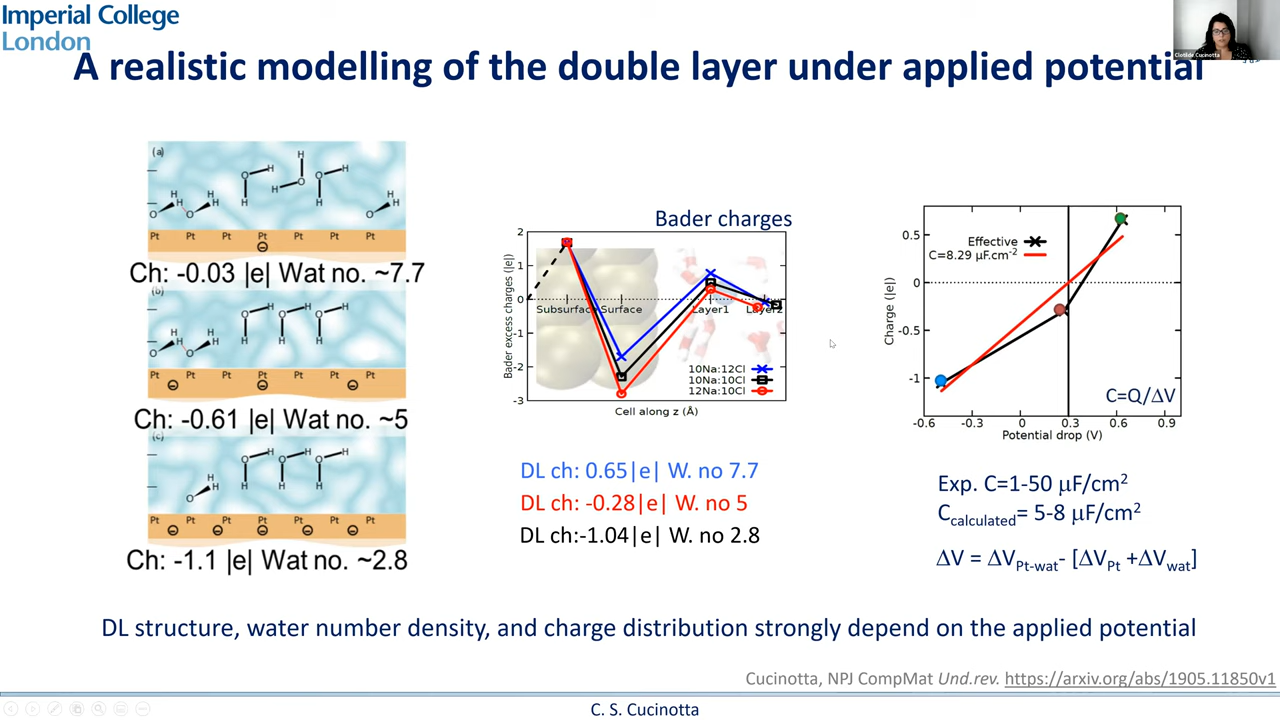 Imperial College
London
A realistic modelling of the double layer under applied potential
Clotilde Cucinotta
(a)
H H H
O H O H
H H H H H
O O H H O
Pt Pt Pt Pt Pt Pt Pt
Ch: -0.03 |e| Wat no. ~7.7
(b)
O H O H O H
H H H H H
O O
Pt Pt Pt Pt Pt Pt Pt
Ch: -0.61 |e| Wat no. ~5
(c)
O H O H O H
H H H H H
O
Pt Pt Pt Pt Pt Pt Pt
Ch: -1.1 |e| Wat no. ~2.8
Bader charges
Bader excess charges (|e|)
2
1
0
-1
-2
-3
Subsurface Surface Layer1 Layer2
10Na:12Cl
10Na:10Cl
12Na:10Cl
Cell along z (Å)
DL ch: 0.65|e| W. no 7.7
DL ch: -0.28|e| W. no 5
DL ch:-1.04|e| W. no 2.8
Charge (|e|)
0.5
0
-0.5
-1
Effective
C=8.29 μF.cm-2
C=Q/ΔV
-0.6 -0.3 0 0.3 0.6 0.9
Potential drop (V)
Exp. C=1-50 μF/cm2
Ccalculated= 5-8 μF/cm2
ΔV = ΔVPt-wat- [ΔVPt +ΔVwat]
DL structure, water number density, and charge distribution strongly depend on the applied potential
Cucinotta, NPJ CompMat Und.rev. https://arxiv.org/abs/1905.11850v1
C. S. Cucinotta